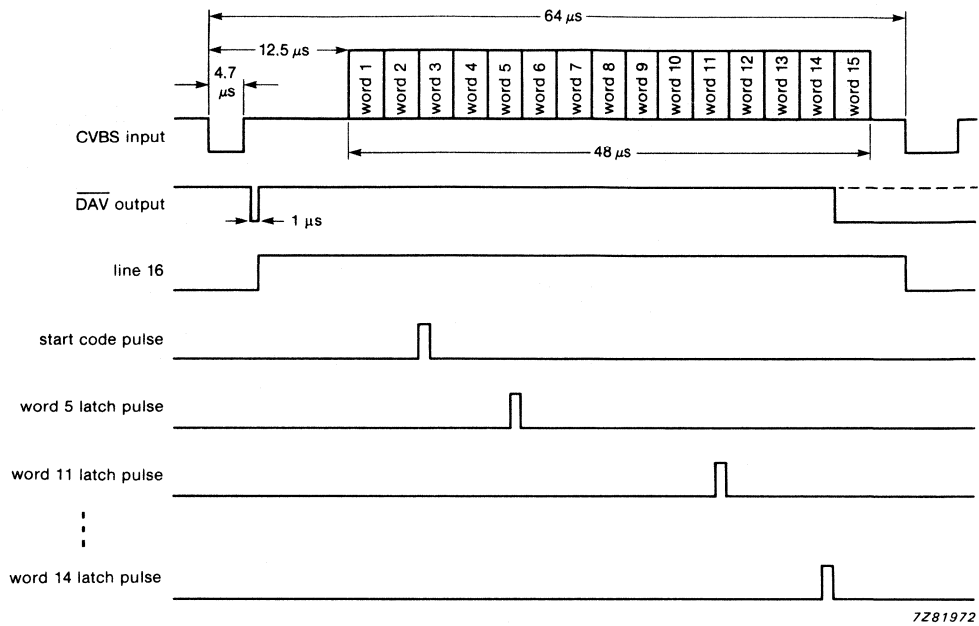 64 μs
12.5 μs
4.7
μs
word 1
word 2
word 3
word 4
word 5
word 6
word 7
word 8
word 9
word 10
word 11
word 12
word 13
word 14
word 15
CVBS input
48 μs
DAV output
1 μs
line 16
start code pulse
word 5 latch pulse
word 11 latch pulse
word 14 latch pulse
7Z81972